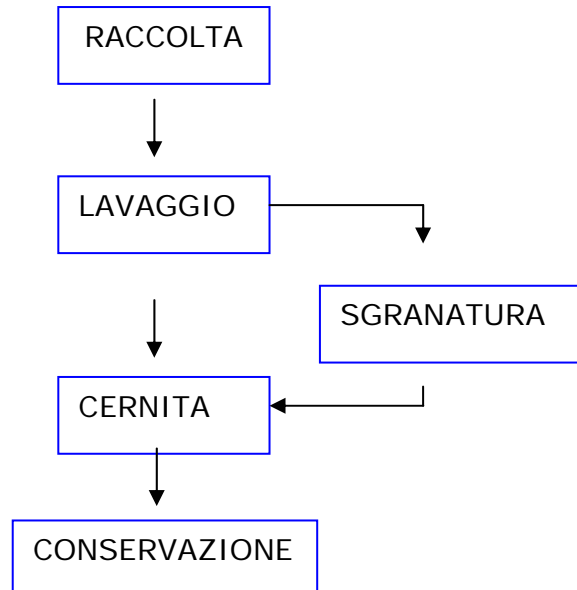 RACCOLTA
LAVAGGIO
SGRANATURA
CERNITA
CONSERVAZIONE